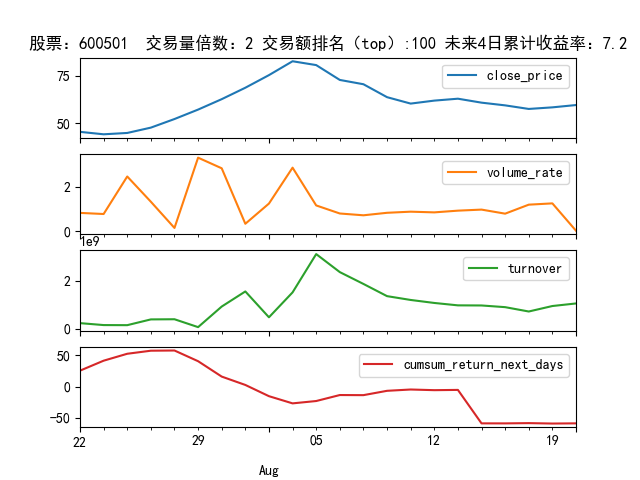 股票：600501  交易量倍数：2 交易额排名（top）:100 未来4日累计收益率：7.2
75
50
close_price
2
0
volume_rate
1e9
2
0
turnover
50
0
−50
cumsum_return_next_days
22 29 05 12 19
Aug